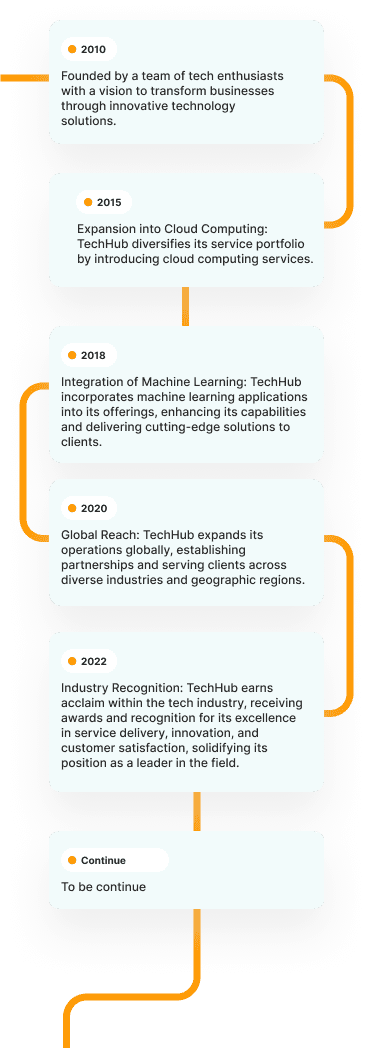 2010
Founded by a team of tech enthusiasts
with a vision to transform businesses
through innovative technology
solutions.
2015
Expansion into Cloud Computing:
TechHub diversifies its service portfolio
by introducing cloud computing services.
2018
Integration of Machine Learning: TechHub
incorporates machine learning applications
into its offerings, enhancing its capabilities
and delivering cutting-edge solutions to
clients.
2020
Global Reach: TechHub expands its
operations globally, establishing
partnerships and serving clients across
diverse industries and geographic regions.
2022
Industry Recognition: TechHub earns
acclaim within the tech industry, receiving
awards and recognition for its excellence
in service delivery, innovation, and
customer satisfaction, solidifying its
position as a leader in the field.
Continue
To be continue